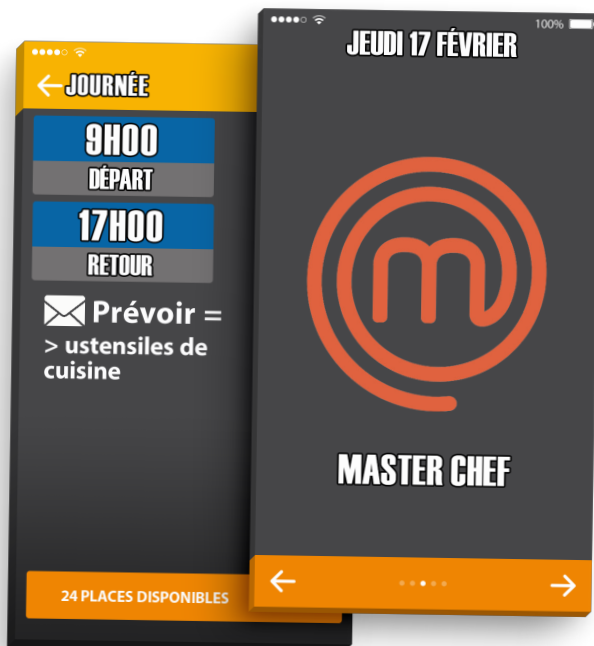 JOURNÉE
9H00
DÉPART
17H00
RETOUR
Prévoir =
> ustensiles de
cuisine
24 PLACES DISPONIBLES
100%
JEUDI 17 FÉVRIER
m
MASTER CHEF